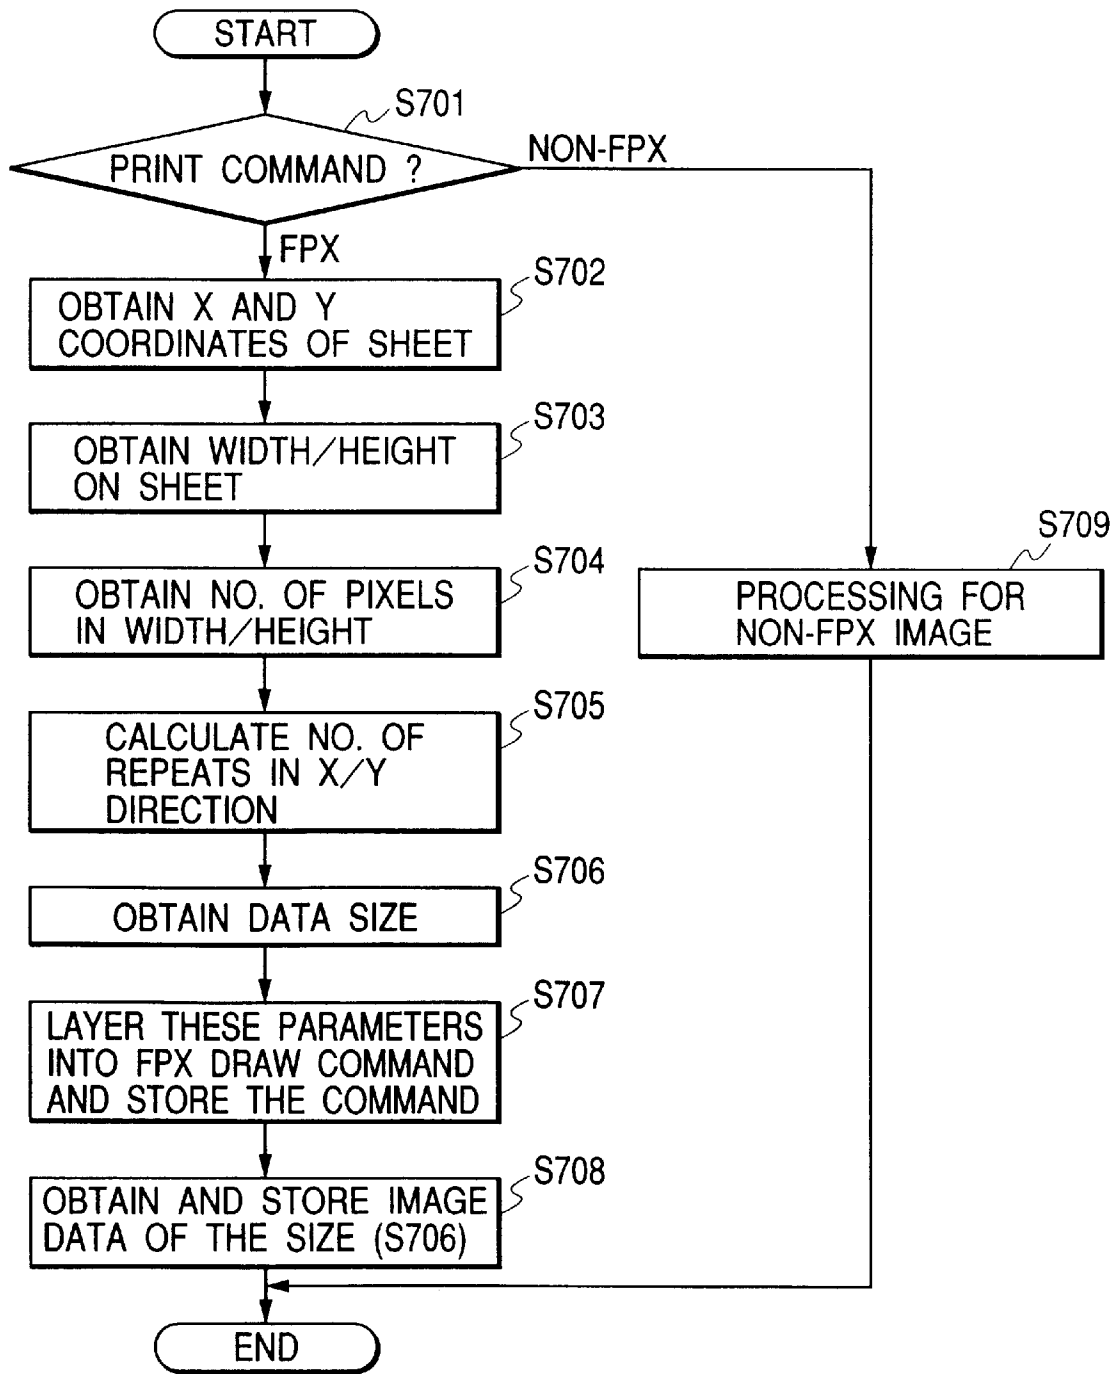 START
S701
PRINT COMMAND ?
NON-FPX
FPX
S702
OBTAIN X AND Y
COORDINATES OF SHEET
S703
OBTAIN WIDTH/HEIGHT
ON SHEET
S704
OBTAIN NO. OF PIXELS
IN WIDTH/HEIGHT
S709
PROCESSING FOR
NON-FPX IMAGE
S705
CALCULATE NO. OF
REPEATS IN X/Y
DIRECTION
S706
OBTAIN DATA SIZE
S707
LAYER THESE PARAMETERS
INTO FPX DRAW COMMAND
AND STORE THE COMMAND
S708
OBTAIN AND STORE IMAGE
DATA OF THE SIZE (S706)
END